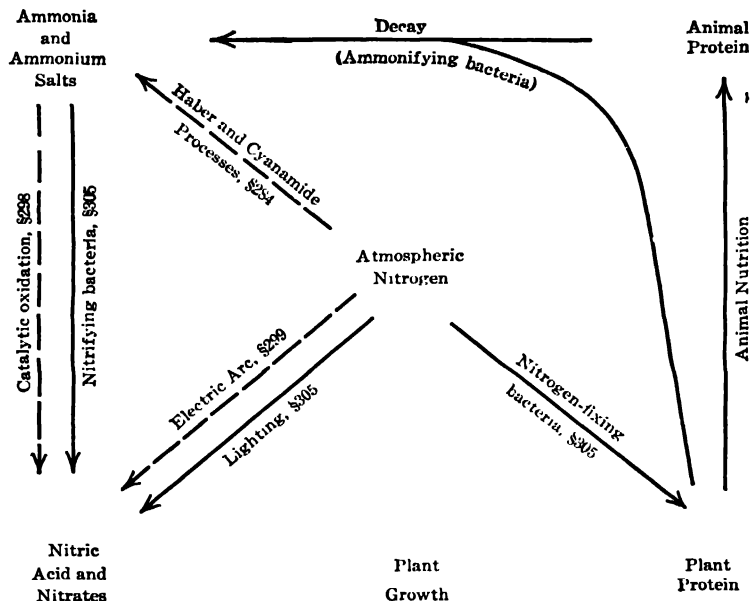 Ammonia
and
Ammonium
Salts
Decay
(Ammonifying bacteria)
Animal
Protein
Haber and Cyanamide
Processes, §284
Catalytic oxidation, §298
Nitrifying bacteria, §305
Atmospheric
Nitrogen
Animal Nutrition
Electric Arc, §299
Lighting, §305
Nitrogen-fixing
bacteria, §305
Nitric
Acid and
Nitrates
Plant
Growth
Plant
Protein